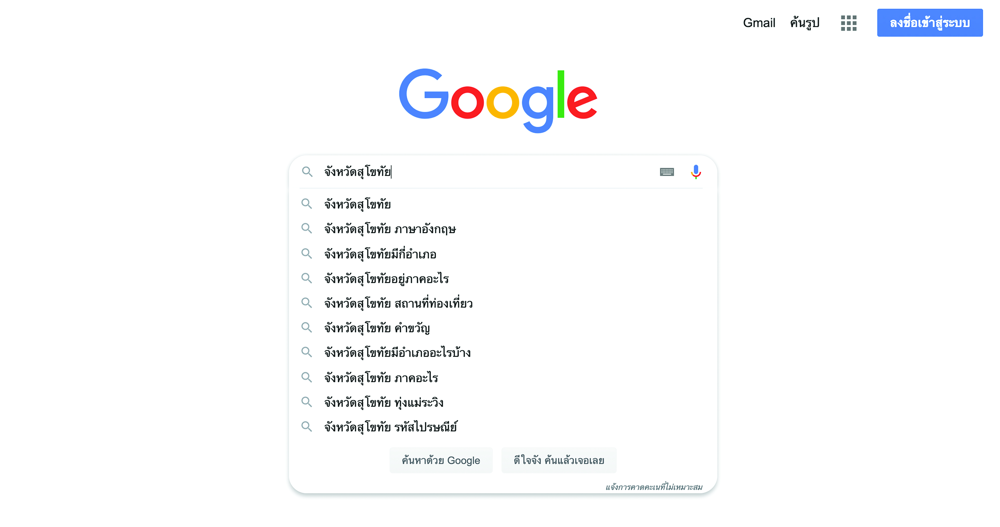 Gmail ค้นรูป ลงชื่อเข้าสู่ระบบ
Google
จังหวัดสุโขทัย
จังหวัดสุโขทัย
จังหวัดสุโขทัย ภาษาอังกฤษ
จังหวัดสุโขทัยมีกี่อำเภอ
จังหวัดสุโขทัยอยู่ภาคอะไร
จังหวัดสุโขทัย สถานที่ท่องเที่ยว
จังหวัดสุโขทัย คำขวัญ
จังหวัดสุโขทัยมีอำเภออะไรบ้าง
จังหวัดสุโขทัย ภาคอะไร
จังหวัดสุโขทัย ทุ่งแม่ระวิง
จังหวัดสุโขทัย รหัสไปรษณีย์
ค้นหาด้วย Google ดีใจจัง ค้นแล้วเจอเลย
แจ้งการคาดคะเนที่ไม่เหมาะสม